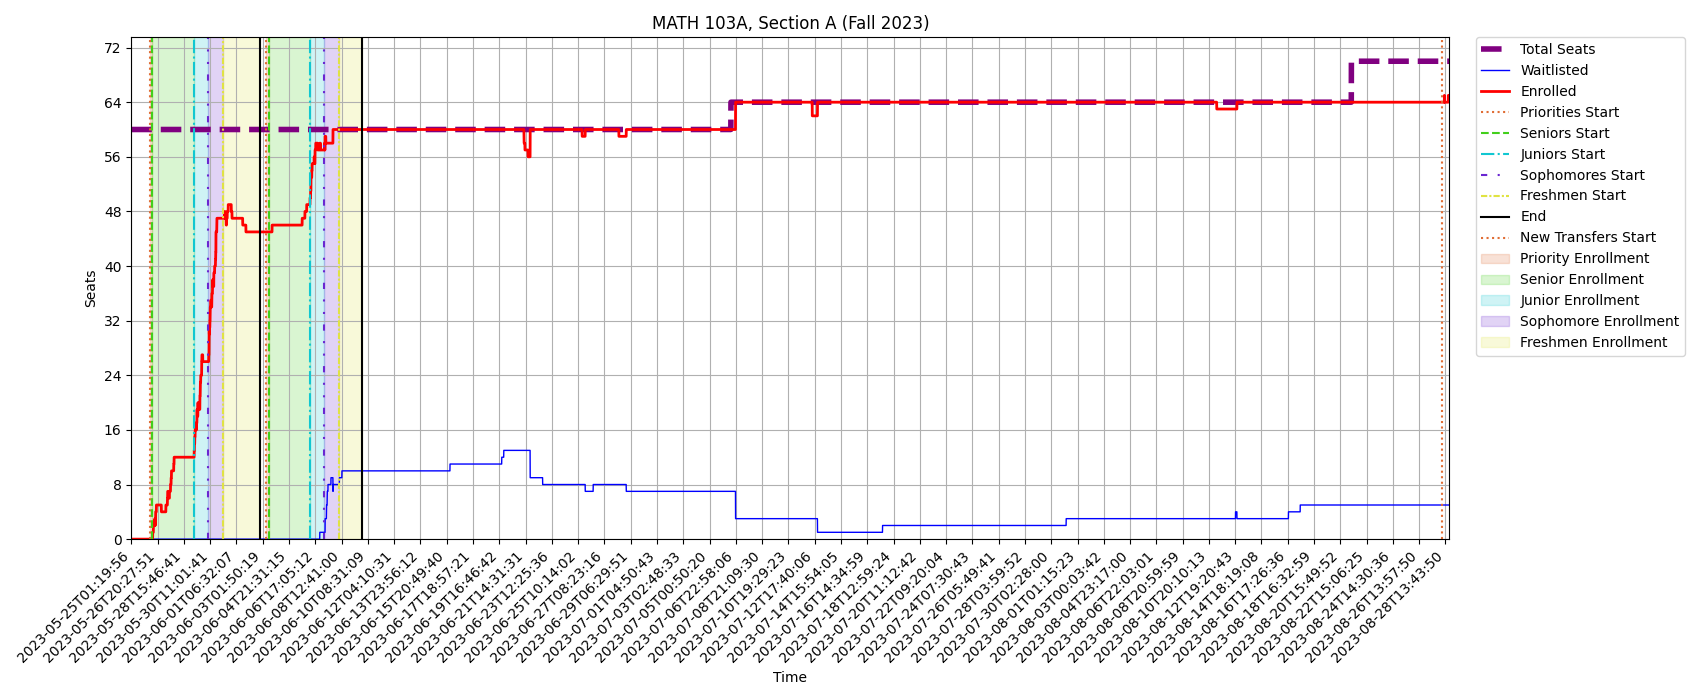 MATH 103A, Section A (Fall 2023)
72
64
56
48
40
32
24
16
8
0
Seats
2023-05-25T01:19:56
2023-05-26T20:27:51
2023-05-28T15:46:41
2023-05-30T11:01:41
2023-06-01T06:32:07
2023-06-03T01:50:19
2023-06-04T21:31:15
2023-06-06T17:05:12
2023-06-08T12:41:00
2023-06-10T08:31:09
2023-06-12T04:10:31
2023-06-13T23:56:12
2023-06-15T20:49:40
2023-06-17T18:57:21
2023-06-19T16:46:42
2023-06-21T14:31:31
2023-06-23T12:25:36
2023-06-25T10:14:02
2023-06-27T08:23:16
2023-06-29T06:29:51
2023-07-01T04:50:43
2023-07-03T02:48:33
2023-07-05T00:50:20
2023-07-06T22:58:06
2023-07-08T21:09:30
2023-07-10T19:29:23
2023-07-12T17:40:06
2023-07-14T15:54:05
2023-07-16T14:34:59
2023-07-18T12:59:24
2023-07-20T11:12:42
2023-07-22T09:20:04
2023-07-24T07:30:43
2023-07-26T05:49:41
2023-07-28T03:59:52
2023-07-30T02:28:00
2023-08-01T01:15:23
2023-08-03T00:03:42
2023-08-04T23:17:00
2023-08-06T22:03:01
2023-08-08T20:59:59
2023-08-10T20:10:13
2023-08-12T19:20:43
2023-08-14T18:19:08
2023-08-16T17:26:36
2023-08-18T16:32:59
2023-08-20T15:49:52
2023-08-22T15:06:25
2023-08-24T14:30:36
2023-08-26T13:57:50
2023-08-28T13:43:50
Time
Total Seats
Waitlisted
Enrolled
Priorities Start
Seniors Start
Juniors Start
Sophomores Start
Freshmen Start
End
New Transfers Start
Priority Enrollment
Senior Enrollment
Junior Enrollment
Sophomore Enrollment
Freshmen Enrollment